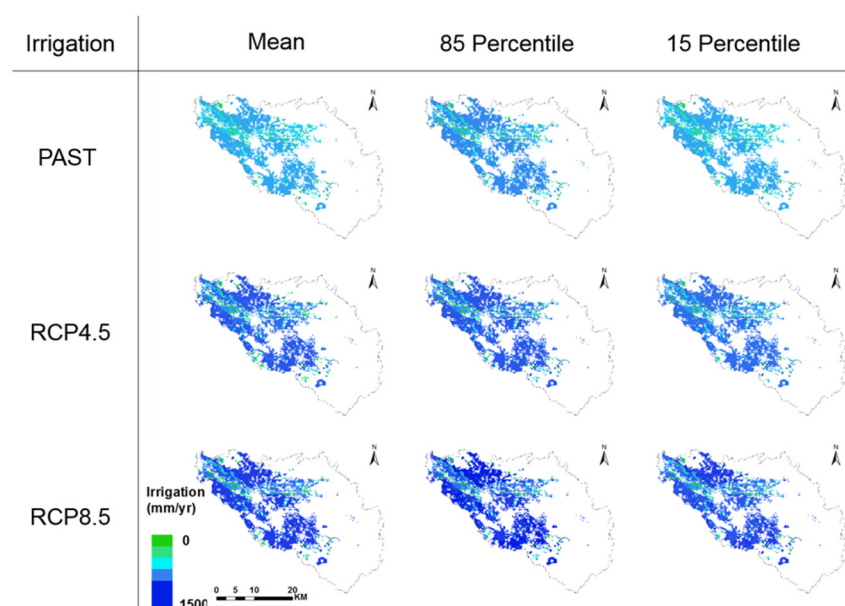 Irrigation Mean 85 Percentile 15 Percentile
N N N
PAST
N N N
RCP4.5
N N N
RCP8.5
Irrigation
(mm/yr)
0
1500
0 5 10 20
KM